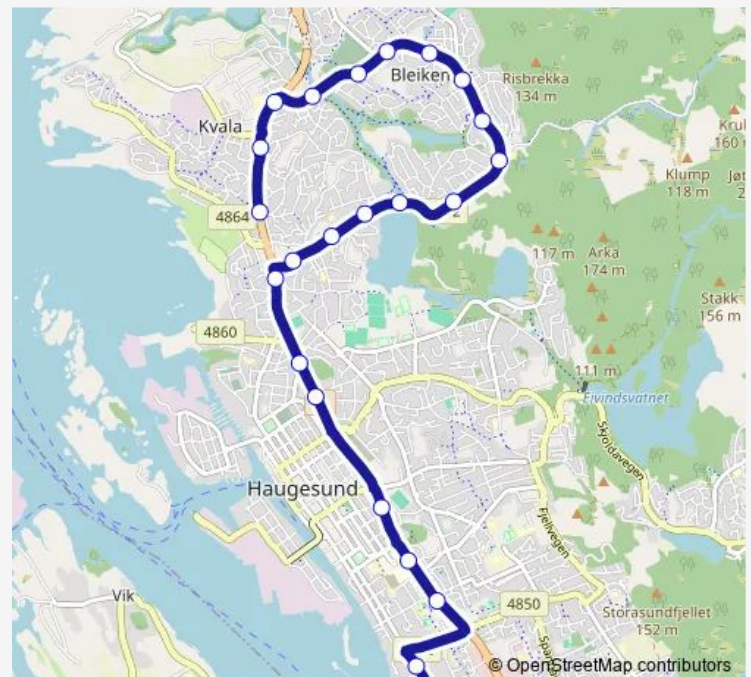 Bleiken
Risbrekka
134 m
Kvala
160
Klump
118 m
4864
117 m
Arka
174 m
Stakk
156 m
4860
111 m
Eivindsvatnet
Skjoldavegen
Haugesund
Fjellvegen
Vik
4850
Storasundfjellet
152 m
© OpenStreetMap contributors